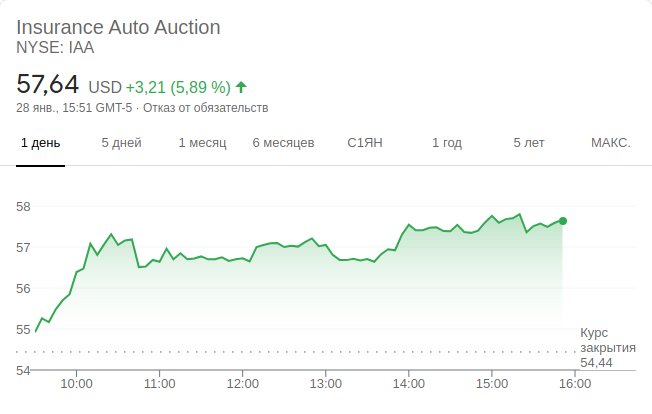 Insurance Auto Auction
NYSE: IAA
57,64 USD +3,21 (5,89 %)
28 янв., 15:51 GMT-5 · Отказ от обязательств
1 день 5 дней 1 месяц 6 месяцев С1ЯН 1 год 5 лет МАКС.
58
57
56
55
Курс
закрытия
54,44
54
10:00 11:00 12:00 13:00 14:00 15:00 16:00